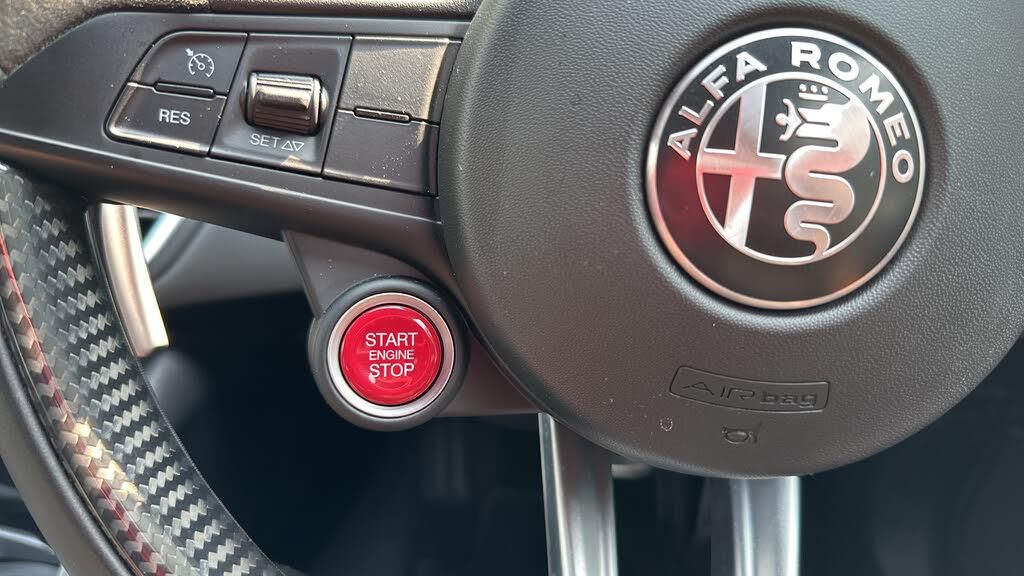 RES
SET △▽
ALFA ROMEO
START
ENGINE
STOP
AIRbag